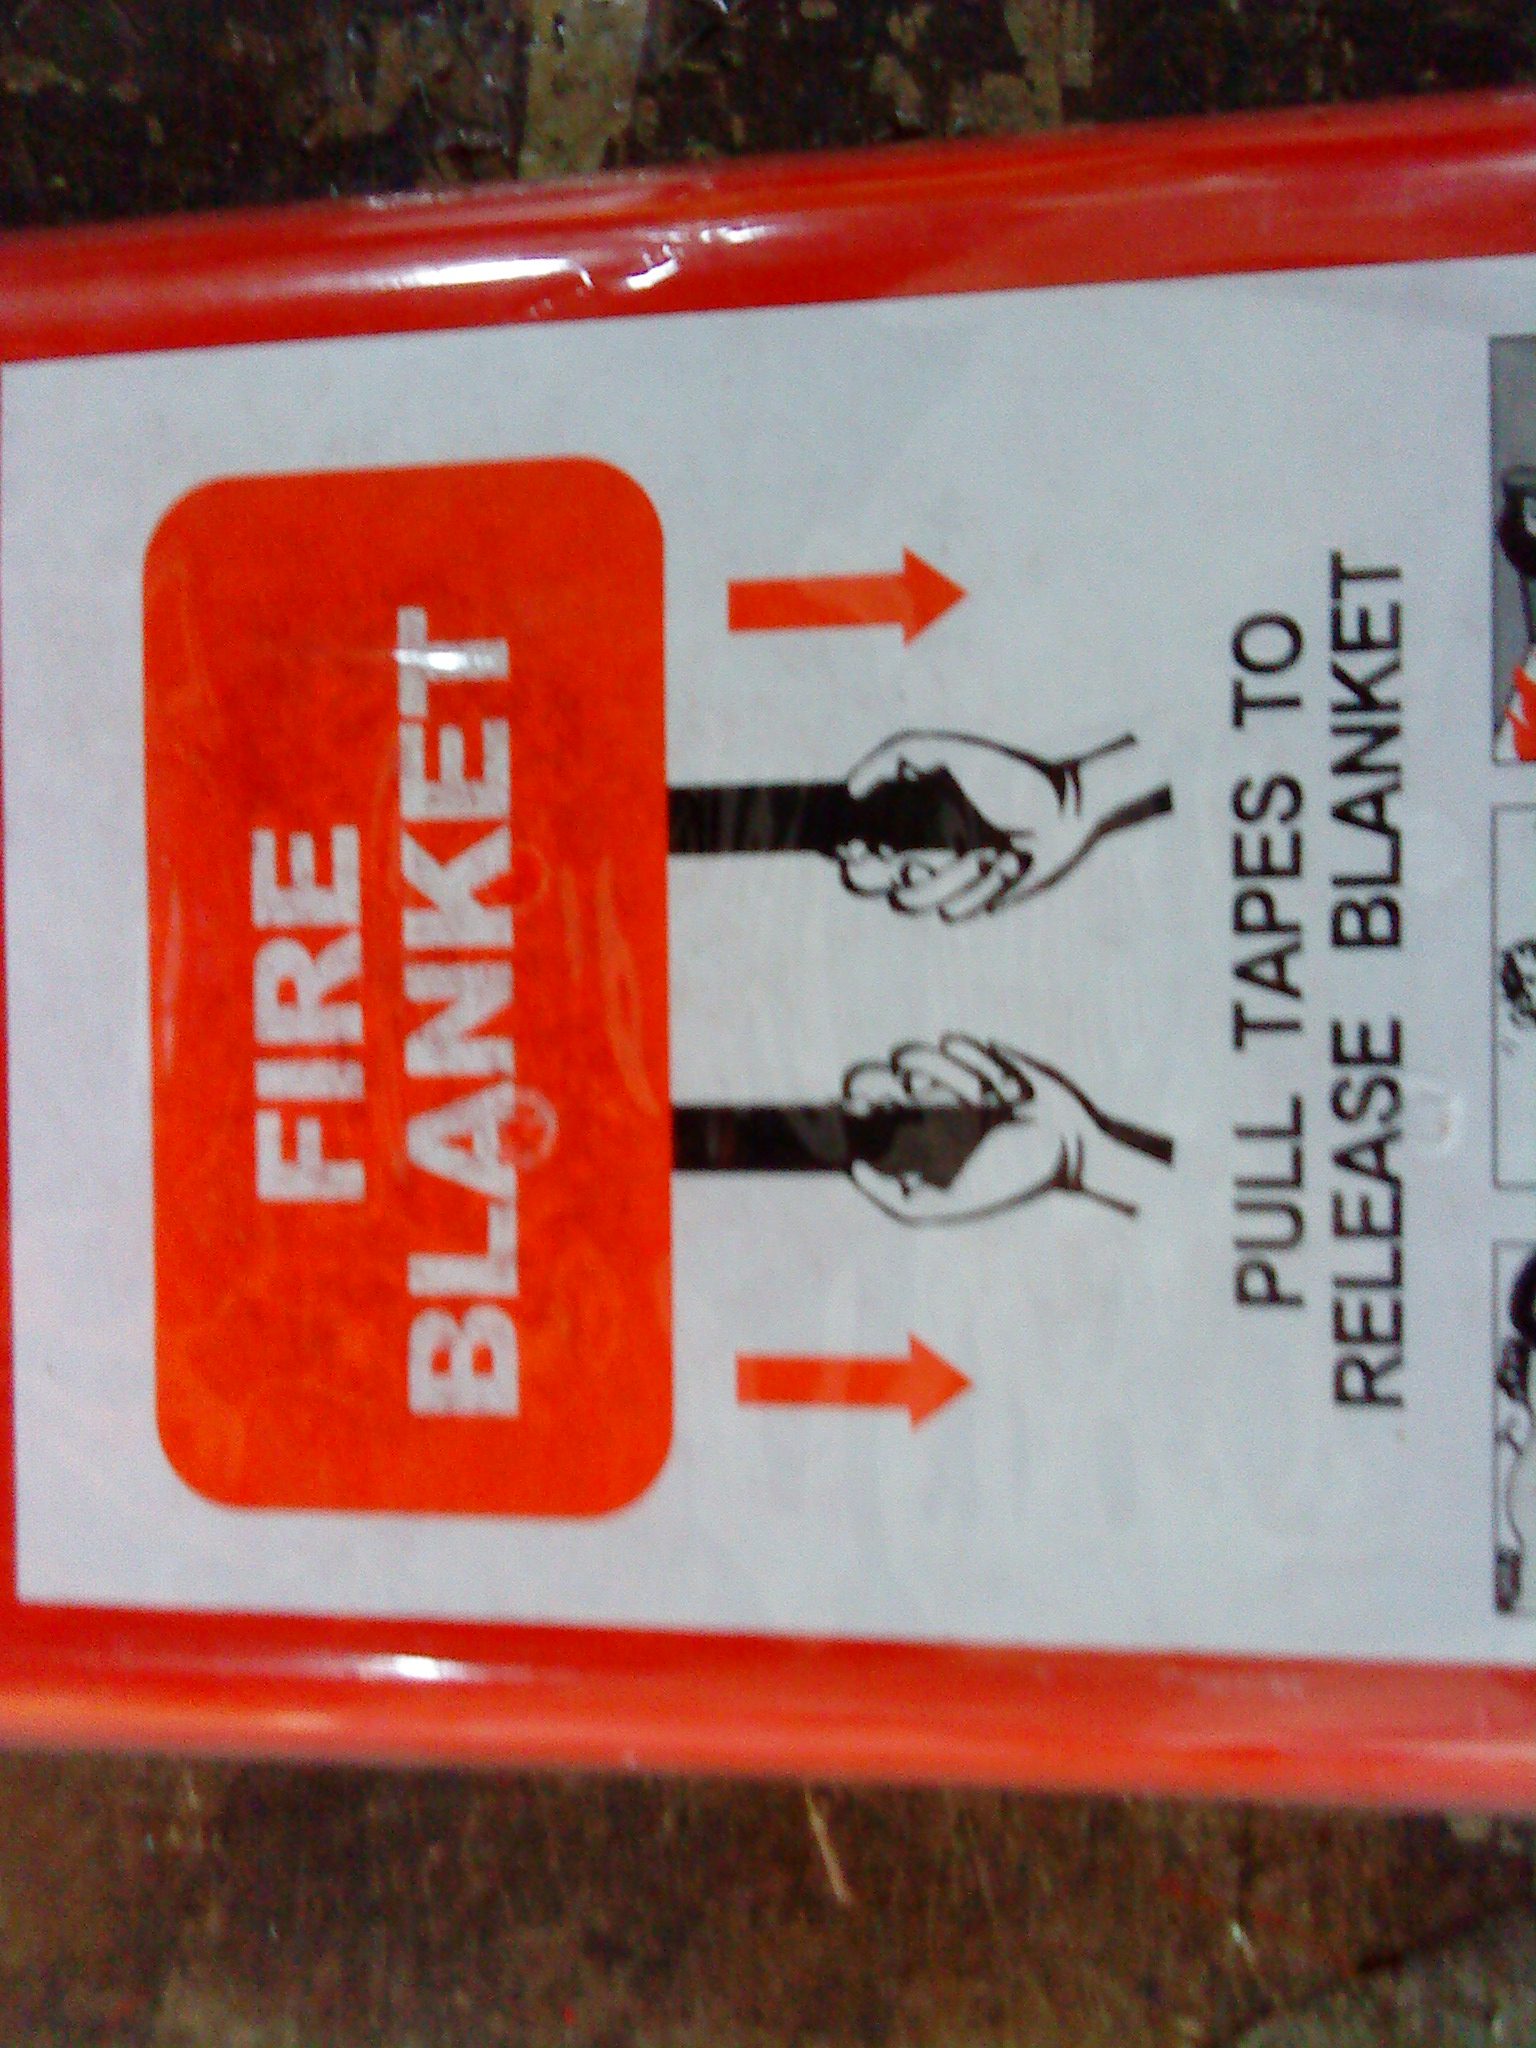 FIRE
BLANKET
PULL TAPES TO
RELEASE BLANKET